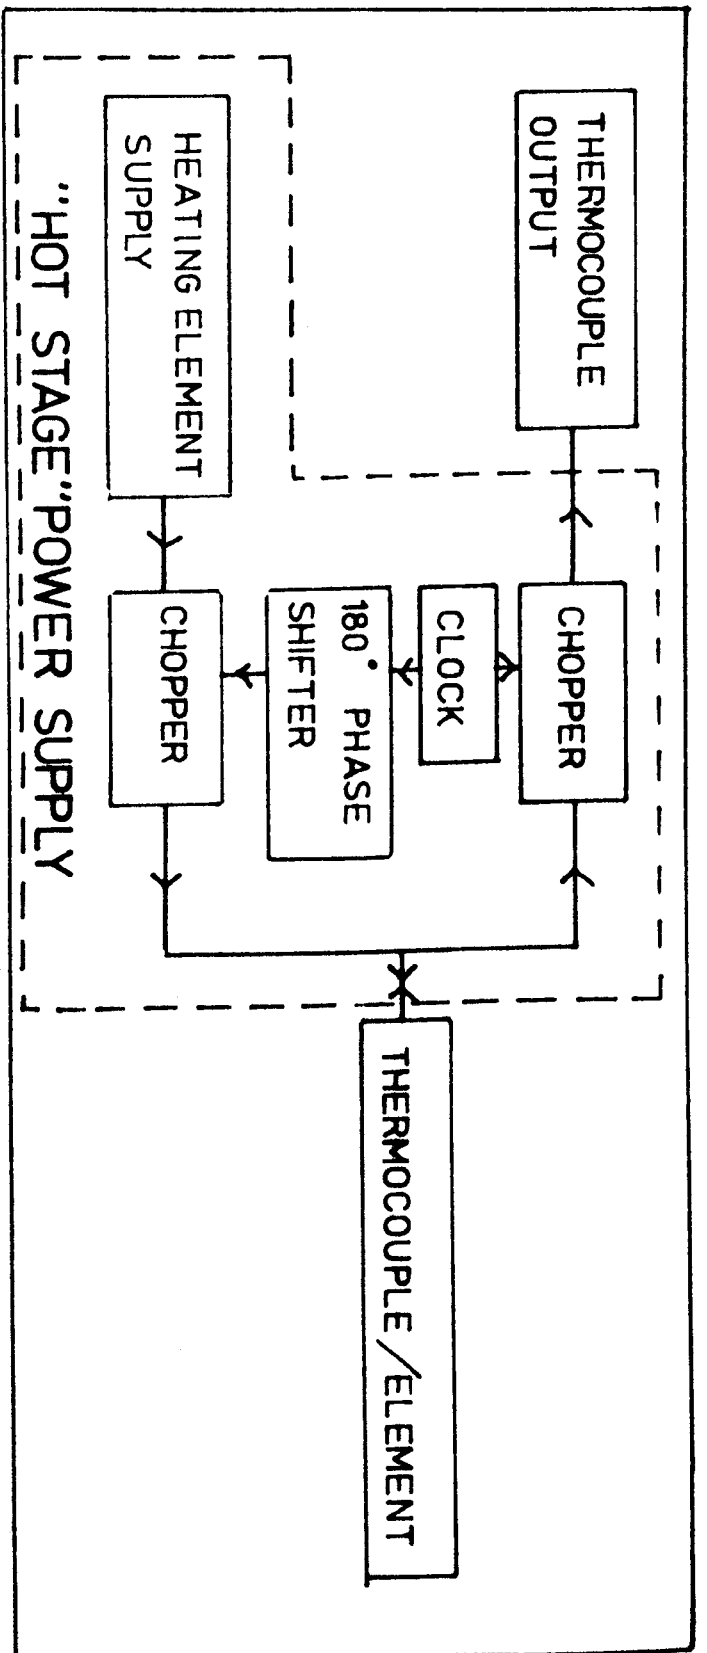 THERMOCOUPLE
OUTPUT
CHOPPER
CLOCK
180° PHASE
SHIFTER
THERMOCOUPLE/ELEMENT
HEATING ELEMENT
SUPPLY
CHOPPER
"HOT STAGE" POWER SUPPLY